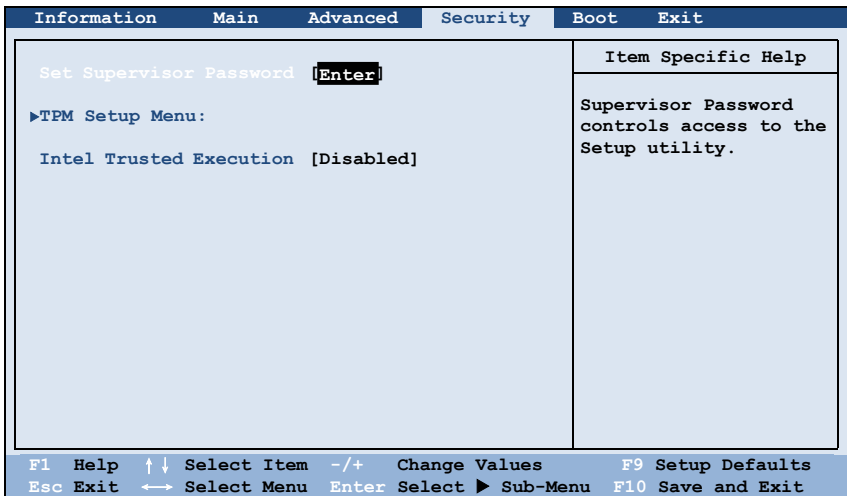 Information Main Advanced Security Boot Exit
Set Supervisor Password [Enter]
▶TPM Setup Menu:
Intel Trusted Execution [Disabled]
Item Specific Help
Supervisor Password
controls access to the
Setup utility.
F1 Help ↑↓ Select Item -/+ Change Values F9 Setup Defaults
Esc Exit ←→ Select Menu Enter Select ▶ Sub-Menu F10 Save and Exit